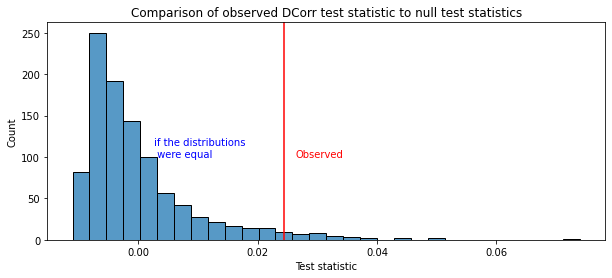 Comparison of observed DCorr test statistic to null test statistics
Count
250
200
150
100
50
0
if the distributions
were equal
Observed
0.00
0.02
0.04
0.06
Test statistic